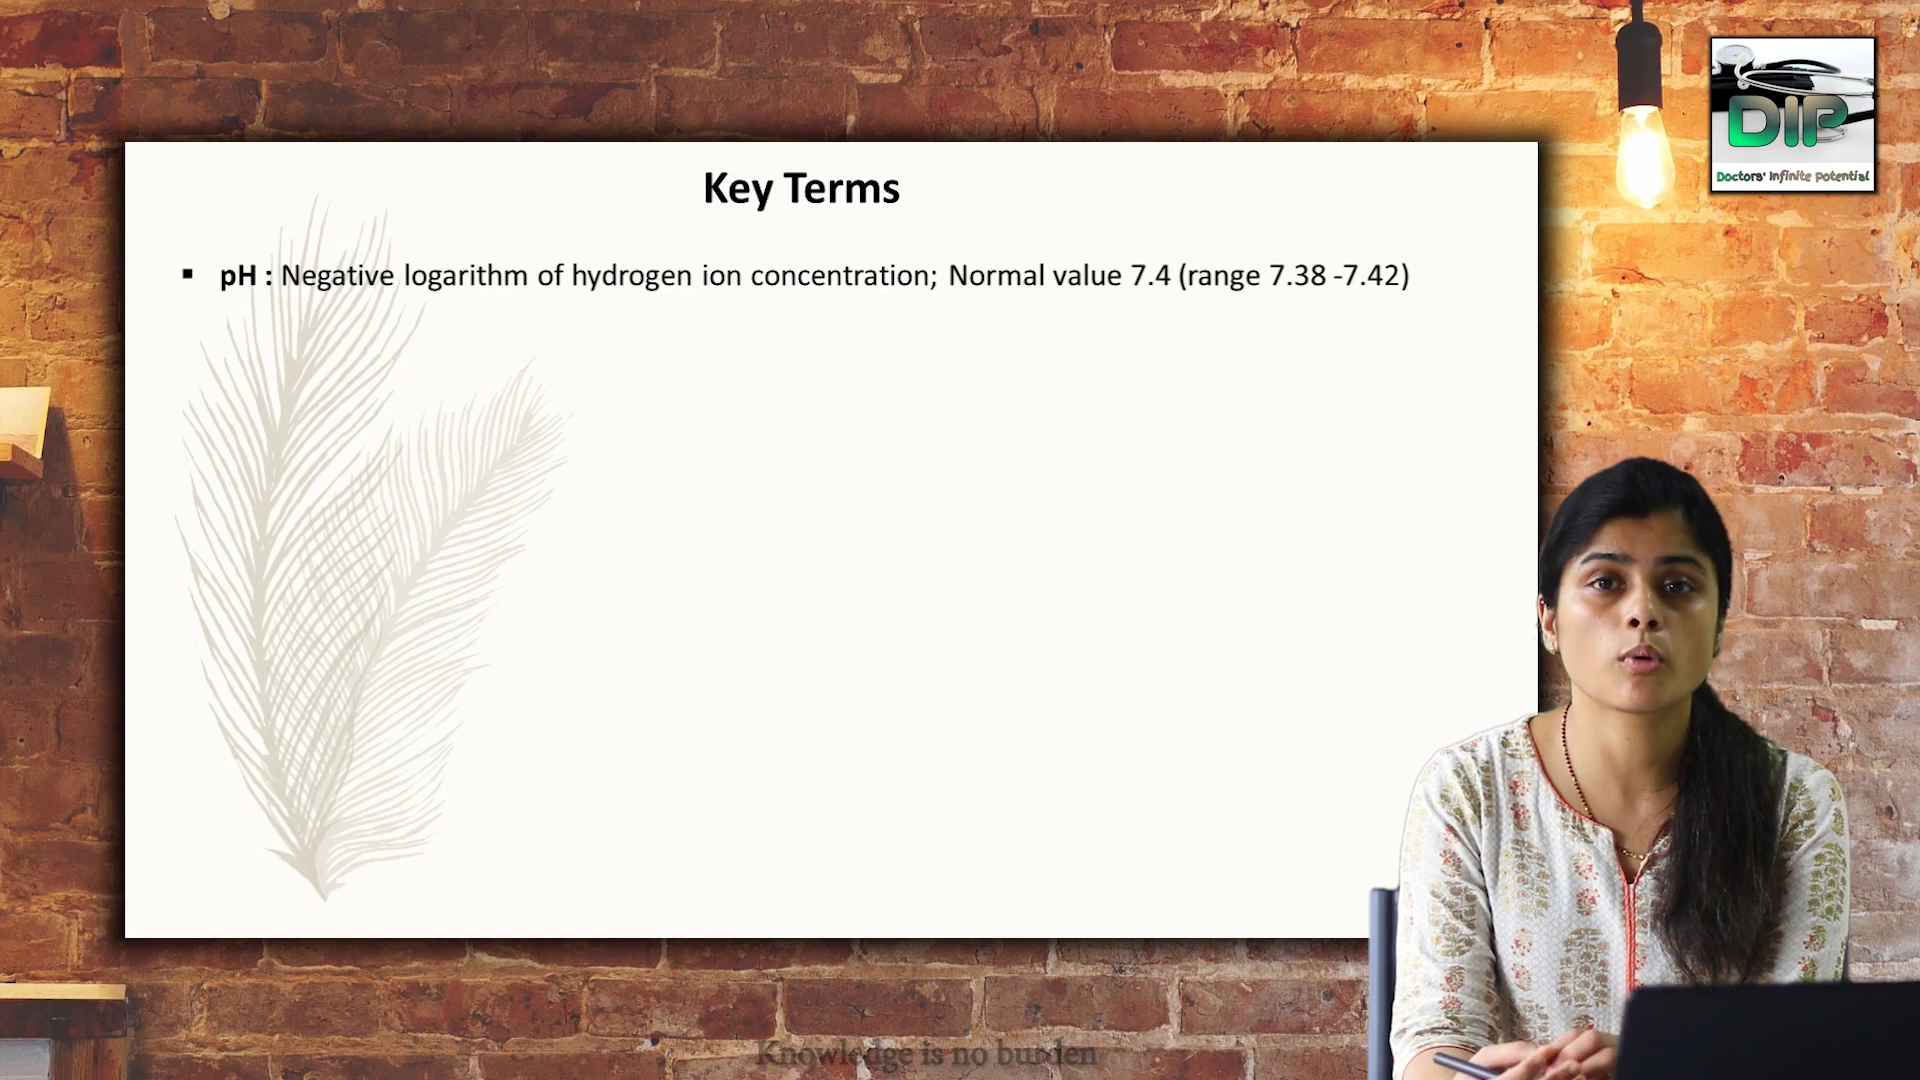 DIP
Doctors' Infinite Potential
Key Terms
▪ pH : Negative logarithm of hydrogen ion concentration; Normal value 7.4 (range 7.38 -7.42)
Knowledge is no burden